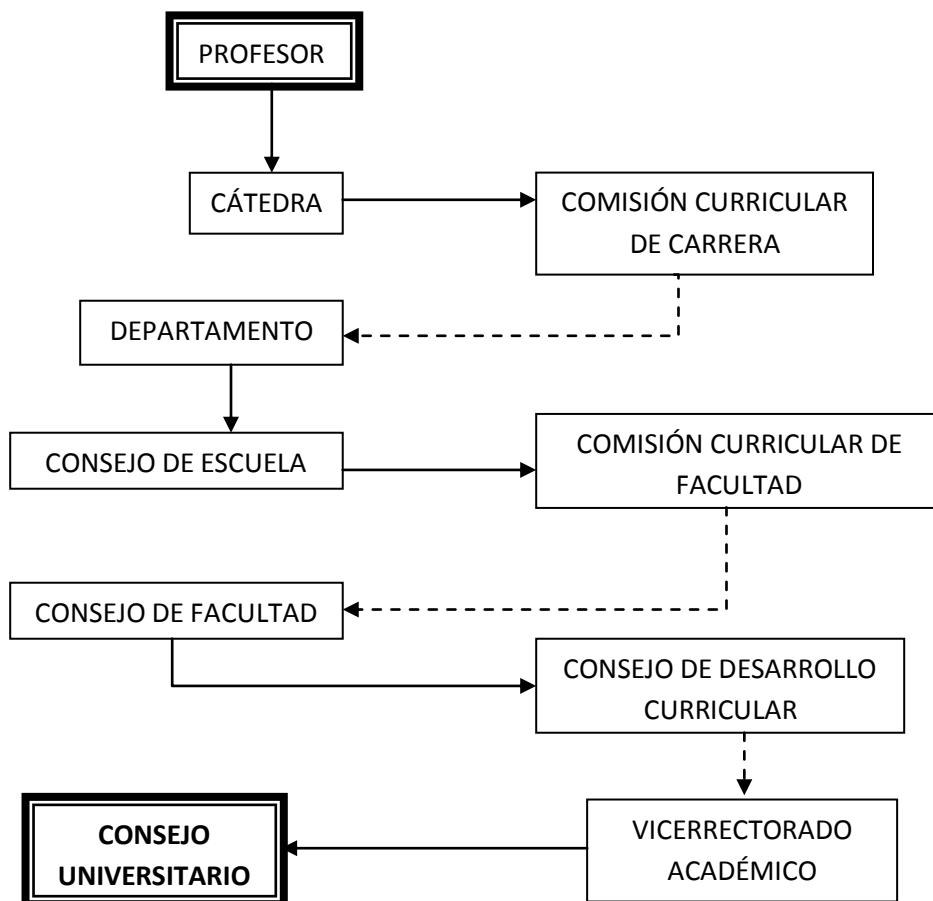 PROFESOR
CÁTEDRA
COMISIÓN CURRICULAR
DE CARRERA
DEPARTAMENTO
CONSEJO DE ESCUELA
COMISIÓN CURRICULAR DE
FACULTAD
CONSEJO DE FACULTAD
CONSEJO DE DESARROLLO
CURRICULAR
VICERRECTORADO
ACADÉMICO
CONSEJO
UNIVERSITARIO